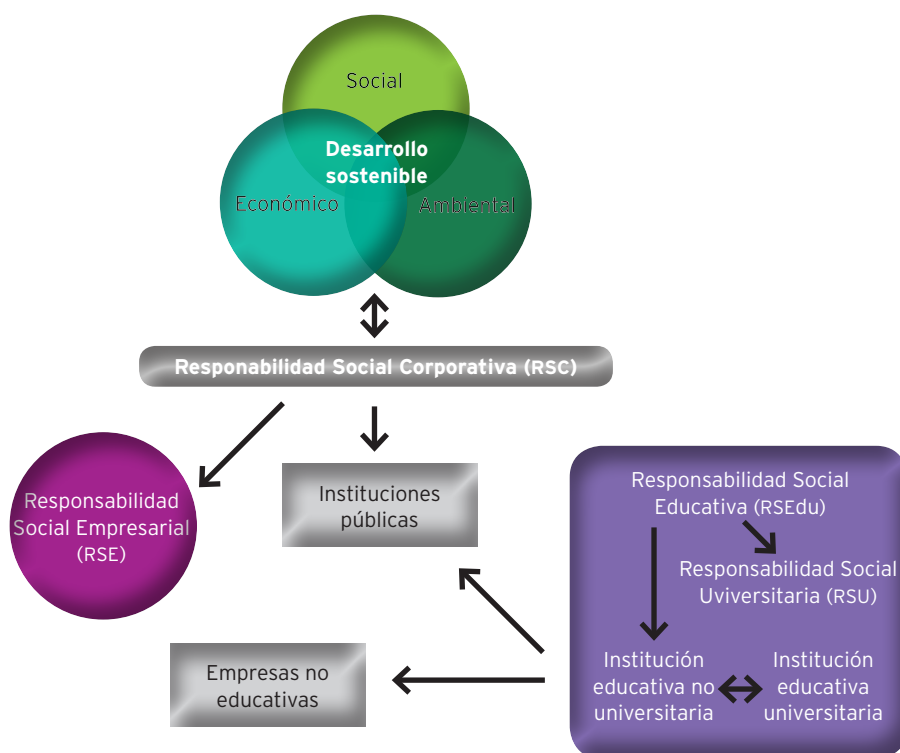 Social
Desarrollo
sostenible
Económico
Ambiental
Responabilidad Social Corporativa (RSC)
Responsabilidad
Social Empresarial
(RSE)
Instituciones
públicas
Responsabilidad Social
Educativa (RSEdu)
Responsabilidad Social
Uviversitaria (RSU)
Empresas no
educativas
Institución
educativa no
universitaria
Institución
educativa
universitaria